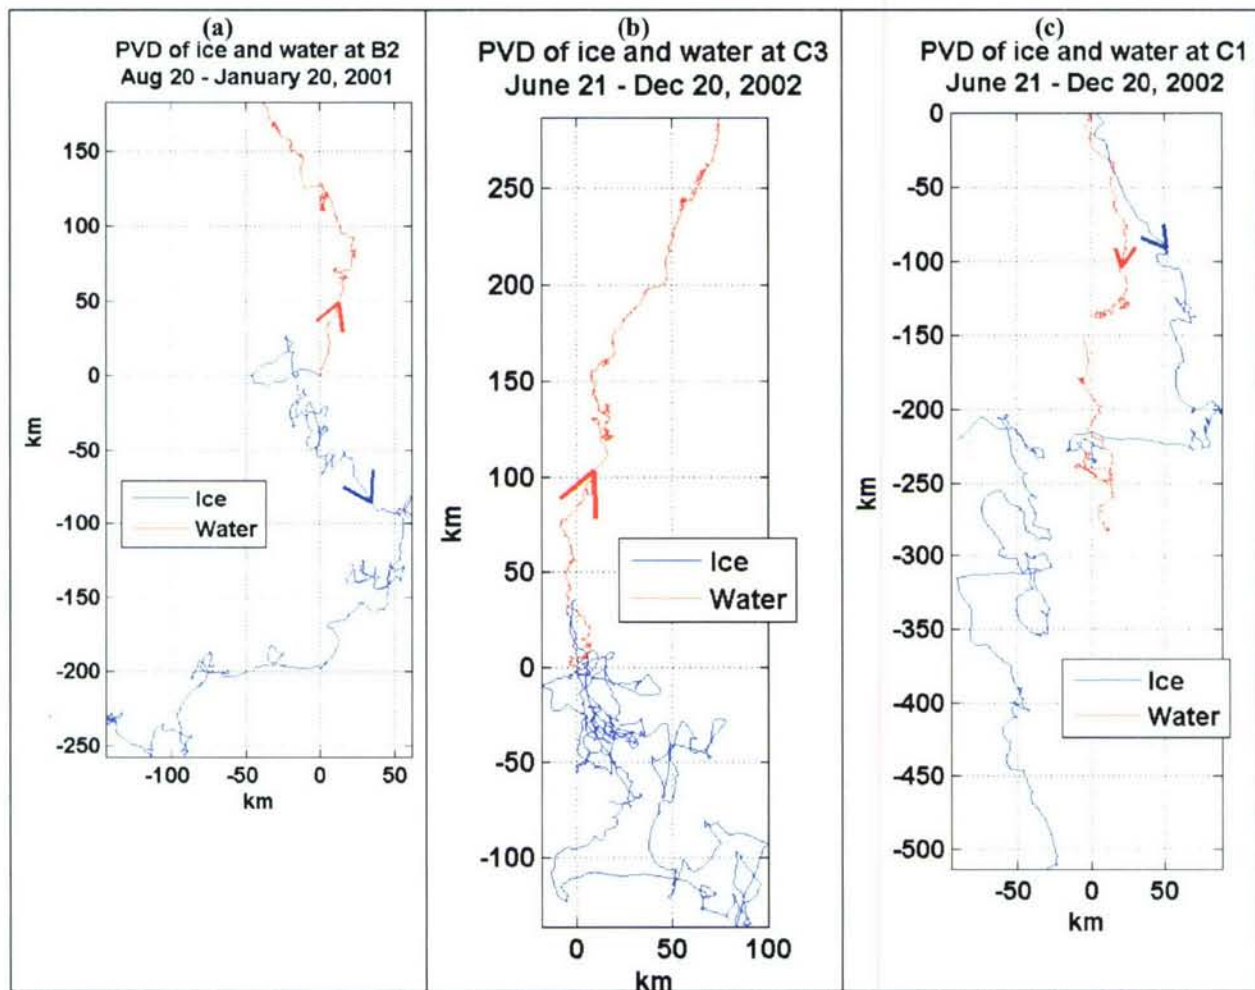 (a)
PVD of ice and water at B2
Aug 20 - January 20, 2001
150
100
50
0
-50
-100
-150
-200
-250
km
-100
-50
0
50
km
Ice
Water
(b)
PVD of ice and water at C3
June 21 - Dec 20, 2002
250
200
150
100
50
0
-50
-100
km
0
50
100
km
Ice
Water
(c)
PVD of ice and water at C1
June 21 - Dec 20, 2002
0
-50
-100
-150
-200
-250
-300
-350
-400
-450
-500
km
-50
0
50
km
Ice
Water